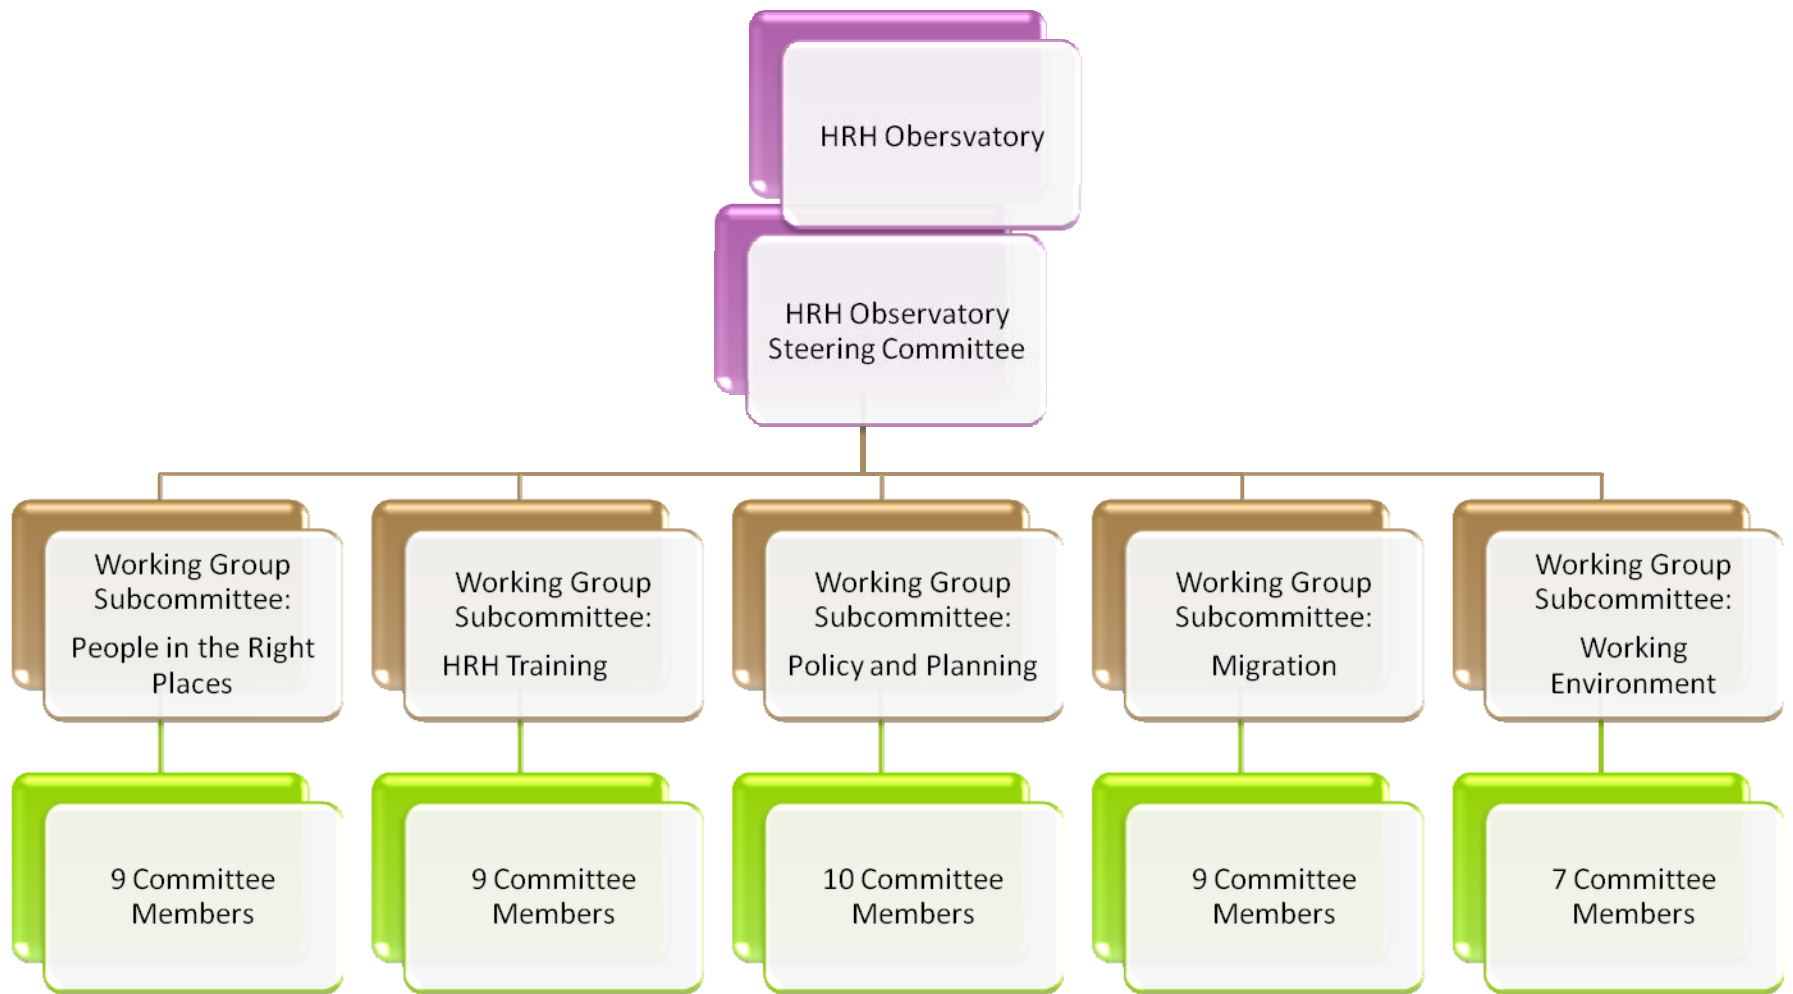 HRH Obersvatory
HRH Observatory
Steering Committee
Working Group
Subcommittee:
People in the Right
Places
Working Group
Subcommittee:
HRH Training
Working Group
Subcommittee:
Policy and Planning
Working Group
Subcommittee:
Migration
Working Group
Subcommittee:
Working
Environment
9 Committee
Members
9 Committee
Members
10 Committee
Members
9 Committee
Members
7 Committee
Members